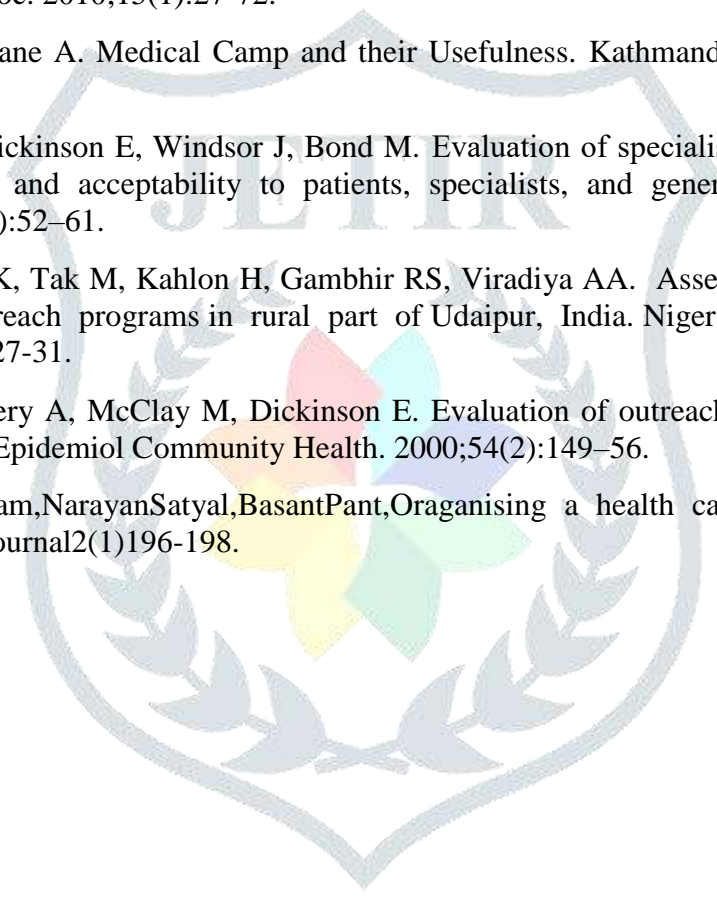 oc. 2010;15(1):27-72.
ane A. Medical Camp and their Usefulness. Kathmand
ickinson E, Windsor J, Bond M. Evaluation of specialis
and acceptability to patients, specialists, and gener
):52–61.
K, Tak M, Kahlon H, Gambhir RS, Viradiya AA. Asse
reach programs in rural part of Udaipur, India. Niger
27-31.
ery A, McClay M, Dickinson E. Evaluation of outreach
Epidemiol Community Health. 2000;54(2):149–56.
am,NarayanSatyal,BasantPant,Oraganising a health ca
ournal2(1)196-198.
JETIR